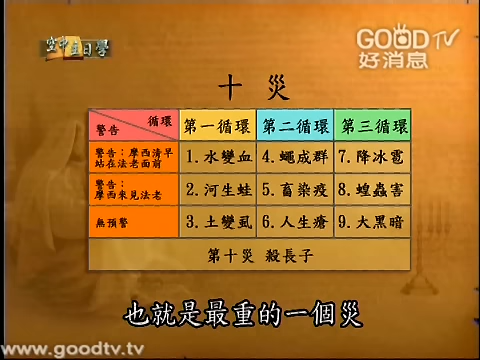 空中主日學
GOOD TV
好消息
十災
循環
警告
第一循環 第二循環 第三循環
警告：摩西清早
站在法老面前
1.水變血 4.蠅成群 7.降冰雹
警告：
摩西來見法老
2.河生蛙 5.畜染疫 8.蝗蟲害
無預警 3.土變虱 6.人生瘡 9.大黑暗
第十災 殺長子
也就是最重的一個災
www.goodtv.tv